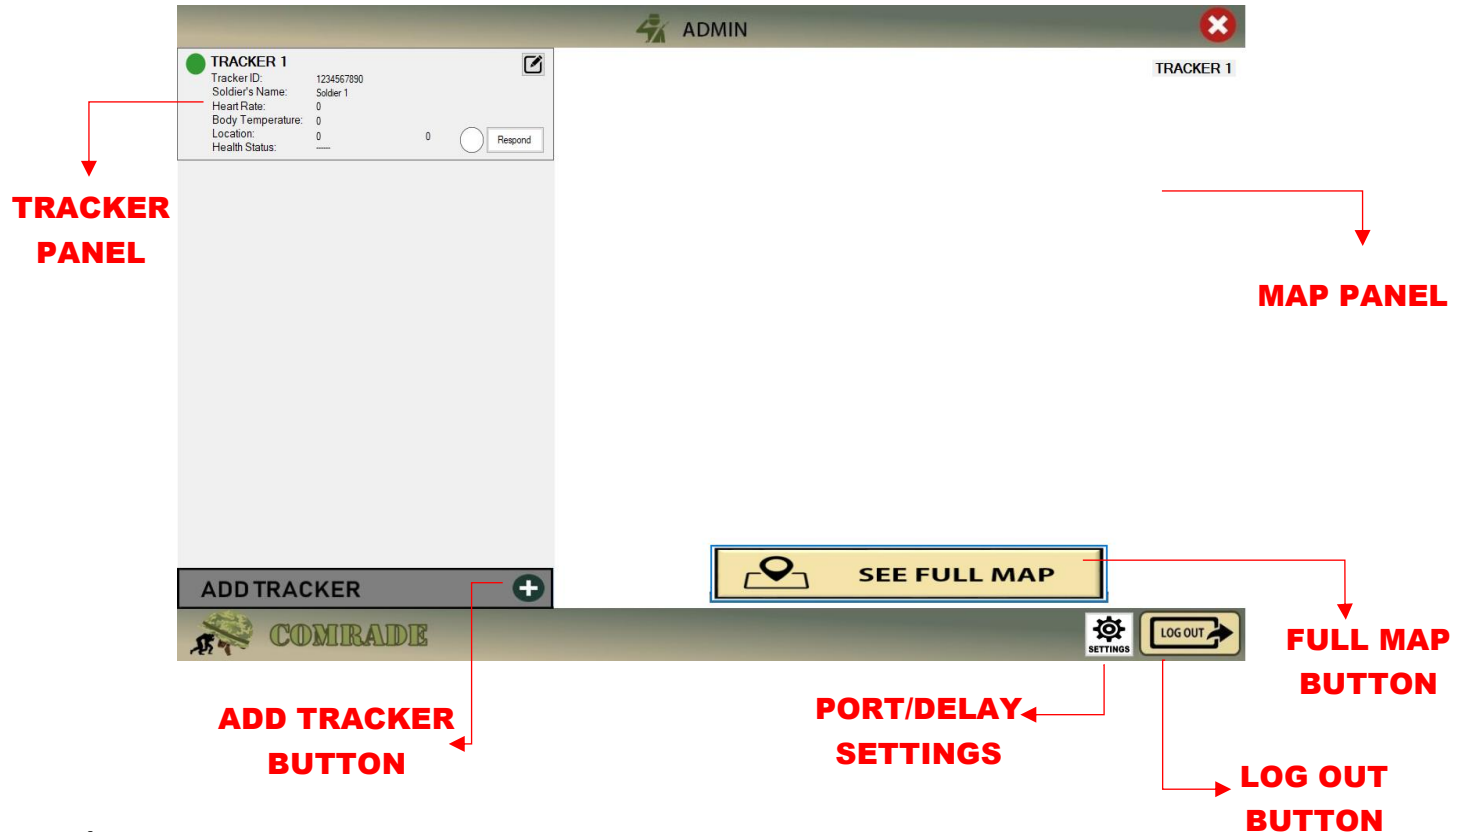 ADMIN
TRACKER 1
Tracker ID: 1234567890
Soldier's Name: Soldier 1
Heart Rate: 0
Body Temperature: 0
Location: 0 0
Health Status: -----
Respond
TRACKER 1
TRACKER
PANEL
MAP PANEL
SEE FULL MAP
ADD TRACKER
COMRADE
SETTINGS
LOG OUT
FULL MAP
BUTTON
ADD TRACKER
BUTTON
PORT/DELAY
SETTINGS
LOG OUT
BUTTON